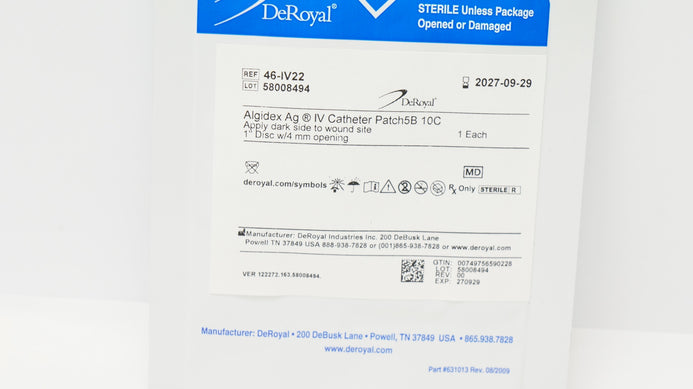 DeRoyal®
STERILE Unless Package
Opened or Damaged
REF 46-IV22
LOT 58008494
2027-09-29
DeRoyal®
Algidex Ag ® IV Catheter Patch5B 10C
Apply dark side to wound site
1" Disc w/4 mm opening
1 Each
MD
deroyal.com/symbols
Rx Only STERILE R
Manufacturer: DeRoyal Industries Inc. 200 DeBusk Lane
Powell TN 37849 USA 888-938-7828 or (001)865-938-7828 or www.deroyal.com
GTIN: 00749756590228
LOT: 58008494
REV: 00
EXP: 270929
VER 122272.163.58008494.
Manufacturer: DeRoyal • 200 DeBusk Lane • Powell, TN 37849 USA • 865.938.7828
www.deroyal.com
Part #631013 Rev. 08/2009